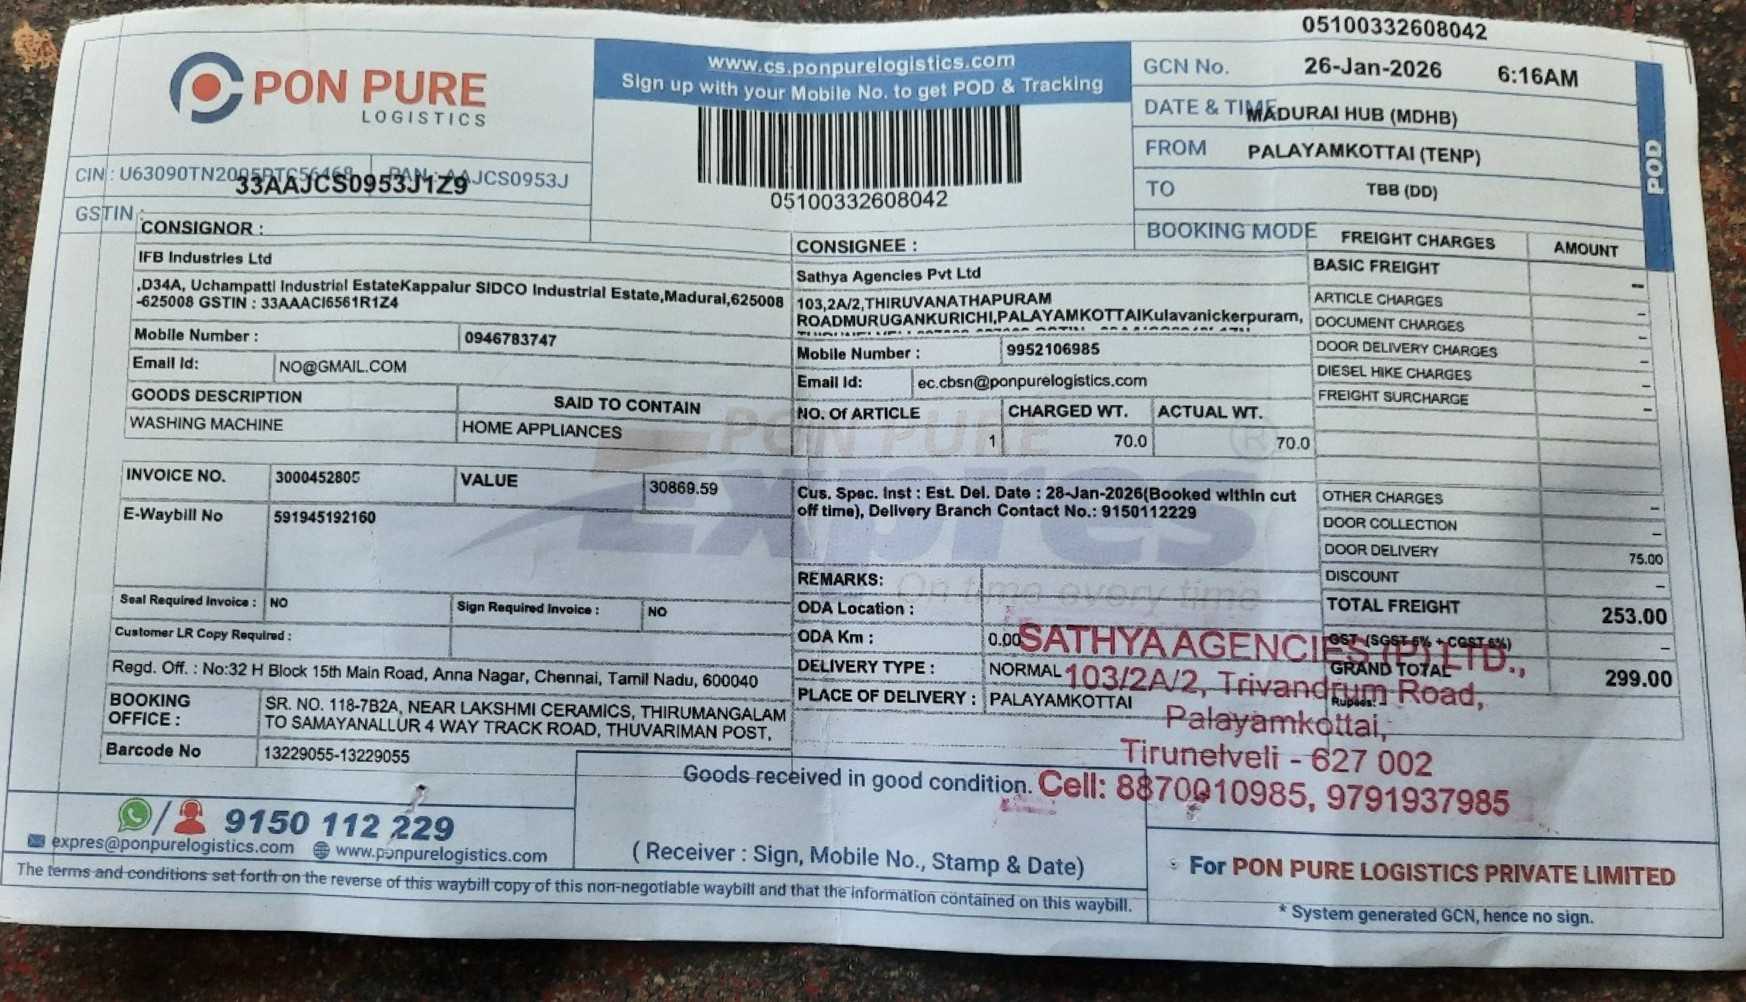 05100332608042
PON PURE
LOGISTICS
www.cs.ponpurelogistics.com
Sign up with your Mobile No. to get POD & Tracking
05100332608042
GCN No. 26-Jan-2026 6:16AM
DATE & TIME MADURAI HUB (MDHB)
FROM PALAYAMKOTTAI (TENP)
TO TBB (DD)
BOOKING MODE
POD
CIN : PAN : AAJCS0953J
33AAJCS0953J1Z9
GSTIN :
CONSIGNOR :
IFB Industries Ltd
,D34A, Uchampatti Industrial EstateKappalur SIDCO Industrial Estate,Madurai,625008
-625008 GSTIN : 33AAACI6561R1Z4
Mobile Number : 0946783747
Email Id: NO@GMAIL.COM
GOODS DESCRIPTION SAID TO CONTAIN
WASHING MACHINE HOME APPLIANCES
INVOICE NO. 3000452805 VALUE 30869.59
E-Waybill No 591945192160
Seal Required Invoice : NO Sign Required Invoice : NO
Customer LR Copy Required :
Regd. Off. : No:32 H Block 15th Main Road, Anna Nagar, Chennai, Tamil Nadu, 600040
BOOKING OFFICE : SR. NO. 118-7B2A, NEAR LAKSHMI CERAMICS, THIRUMANGALAM
TO SAMAYANALLUR 4 WAY TRACK ROAD, THUVARIMAN POST,
Barcode No 13229055-13229055
CONSIGNEE :
Sathya Agencies Pvt Ltd
103,2A/2,THIRUVANATHAPURAM
ROADMURUGANKURICHI,PALAYAMKOTTAIKulavanickerpuram,
Mobile Number : 9952106985
Email Id: ec.cbsn@ponpurelogistics.com
NO. Of ARTICLE CHARGED WT. ACTUAL WT.
1 70.0 70.0
PON PURE
Expres
®
On time every time
Cus. Spec. Inst : Est. Del. Date : 28-Jan-2026(Booked within cut
off time), Delivery Branch Contact No.: 9150112229
REMARKS:
ODA Location :
ODA Km : 0.00
DELIVERY TYPE : NORMAL
PLACE OF DELIVERY : PALAYAMKOTTAI
FREIGHT CHARGES AMOUNT
BASIC FREIGHT –
ARTICLE CHARGES –
DOCUMENT CHARGES –
DOOR DELIVERY CHARGES –
DIESEL HIKE CHARGES –
FREIGHT SURCHARGE –
OTHER CHARGES –
DOOR COLLECTION –
DOOR DELIVERY 75.00
DISCOUNT –
TOTAL FREIGHT 253.00
GST (SGST 6% + CGST 6%) –
GRAND TOTAL 299.00
Rupees:
SATHYA AGENCIES (P) LTD.,
103/2A/2, Trivandrum Road,
Palayamkottai,
Tirunelveli - 627 002
Cell: 8870010985, 9791937985
Goods received in good condition.
(Receiver : Sign, Mobile No., Stamp & Date)
/ 9150 112 229
expres@ponpurelogistics.com www.ponpurelogistics.com
The terms and conditions set forth on the reverse of this waybill copy of this non-negotiable waybill and that the information contained on this waybill.
For PON PURE LOGISTICS PRIVATE LIMITED
* System generated GCN, hence no sign.